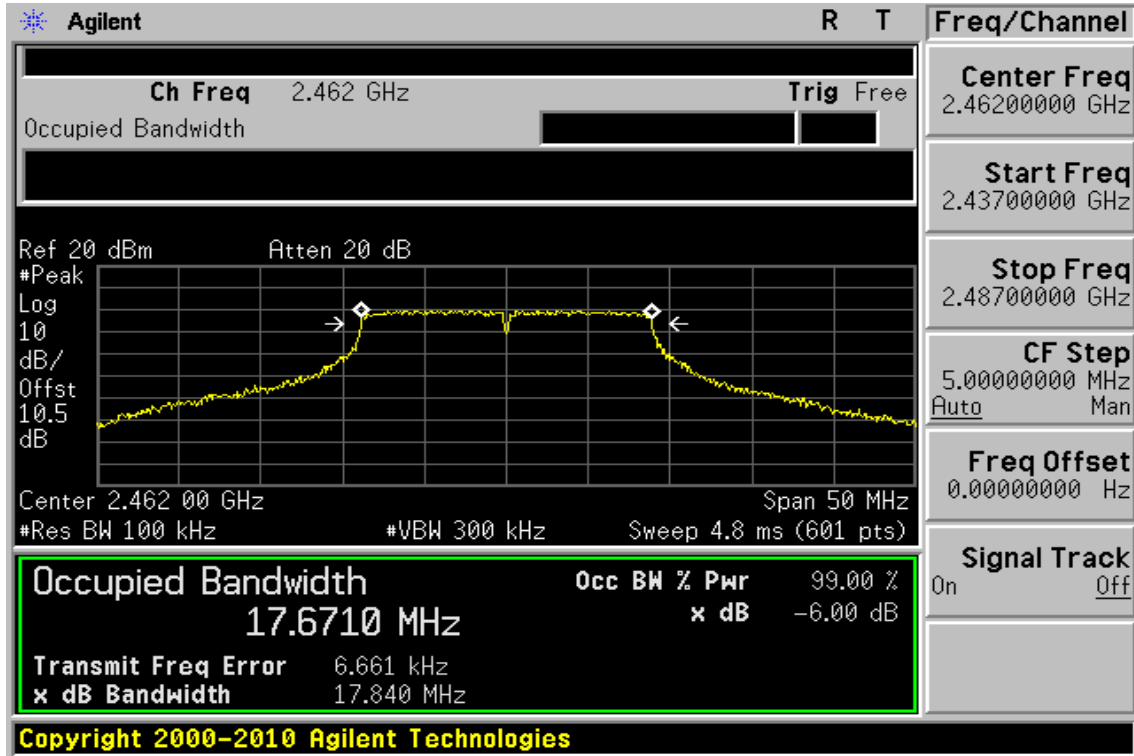 Agilent R T
Ch Freq 2.462 GHz Trig Free
Occupied Bandwidth
Ref 20 dBm Atten 20 dB
#Peak
Log
10
dB/
Offst
10.5
dB
Center 2.462 00 GHz Span 50 MHz
#Res BW 100 kHz #VBW 300 kHz Sweep 4.8 ms (601 pts)
Occupied Bandwidth
17.6710 MHz
Occ BW % Pwr 99.00 %
x dB -6.00 dB
Transmit Freq Error 6.661 kHz
x dB Bandwidth 17.840 MHz
Copyright 2000-2010 Agilent Technologies
Freq/Channel
Center Freq
2.46200000 GHz
Start Freq
2.43700000 GHz
Stop Freq
2.48700000 GHz
CF Step
5.00000000 MHz
Auto Man
Freq Offset
0.00000000 Hz
Signal Track
On Off